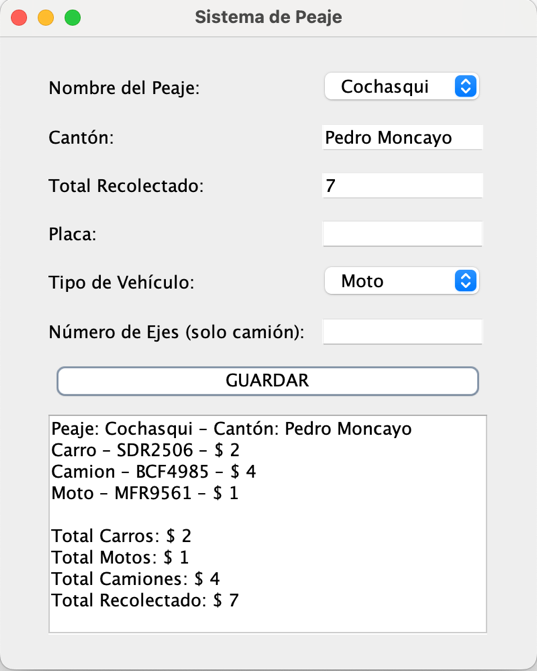 Sistema de Peaje
Nombre del Peaje: Cochasqui
Cantón: Pedro Moncayo
Total Recolectado: 7
Placa:
Tipo de Vehículo: Moto
Número de Ejes (solo camión):
GUARDAR
Peaje: Cochasqui – Cantón: Pedro Moncayo
Carro – SDR2506 – $ 2
Camion – BCF4985 – $ 4
Moto – MFR9561 – $ 1
Total Carros: $ 2
Total Motos: $ 1
Total Camiones: $ 4
Total Recolectado: $ 7